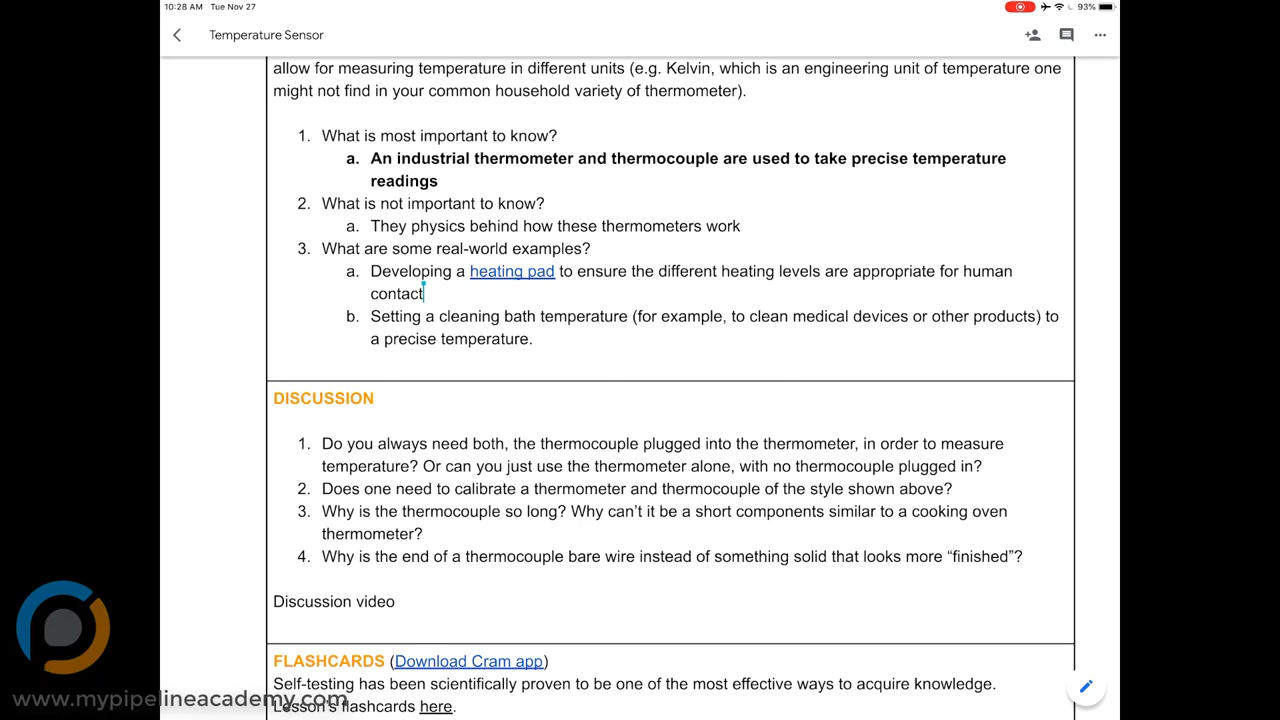 10:28 AM Tue Nov 27
93%
Temperature Sensor
allow for measuring temperature in different units (e.g. Kelvin, which is an engineering unit of temperature one
might not find in your common household variety of thermometer).
1. What is most important to know?
a. An industrial thermometer and thermocouple are used to take precise temperature
readings
2. What is not important to know?
a. They physics behind how these thermometers work
3. What are some real-world examples?
a. Developing a heating pad to ensure the different heating levels are appropriate for human
contact
b. Setting a cleaning bath temperature (for example, to clean medical devices or other products) to
a precise temperature.
DISCUSSION
1. Do you always need both, the thermocouple plugged into the thermometer, in order to measure
temperature? Or can you just use the thermometer alone, with no thermocouple plugged in?
2. Does one need to calibrate a thermometer and thermocouple of the style shown above?
3. Why is the thermocouple so long? Why can’t it be a short components similar to a cooking oven
thermometer?
4. Why is the end of a thermocouple bare wire instead of something solid that looks more “finished”?
Discussion video
FLASHCARDS (Download Cram app)
Self-testing has been scientifically proven to be one of the most effective ways to acquire knowledge.
Lesson's flashcards here.
www.mypipelineacademy.com